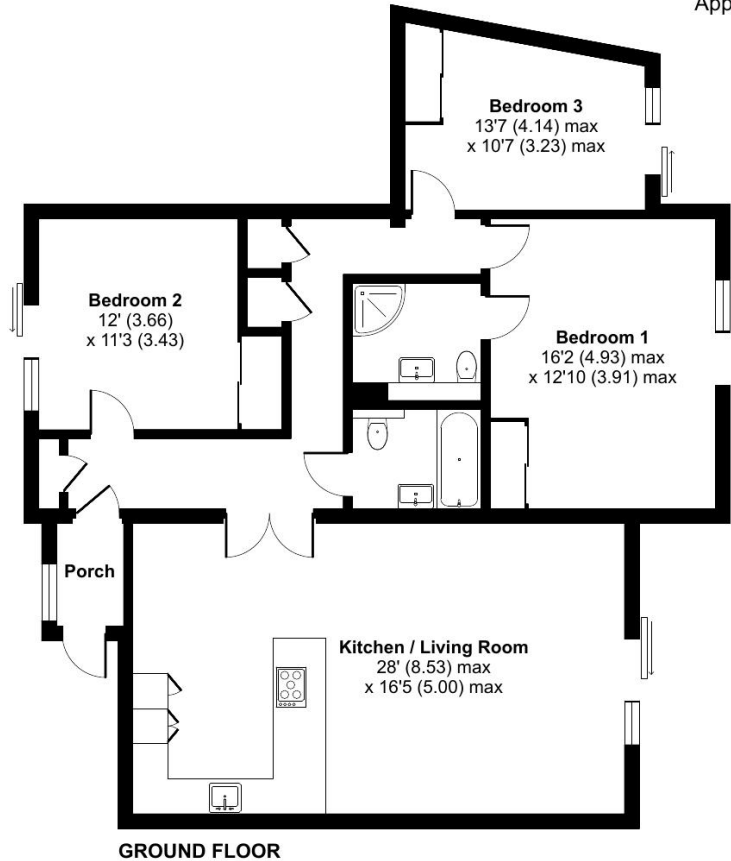 App
Bedroom 3
13'7 (4.14) max
x 10'7 (3.23) max
Bedroom 2
12' (3.66)
x 11'3 (3.43)
Bedroom 1
16'2 (4.93) max
x 12'10 (3.91) max
Porch
Kitchen / Living Room
28' (8.53) max
x 16'5 (5.00) max
GROUND FLOOR